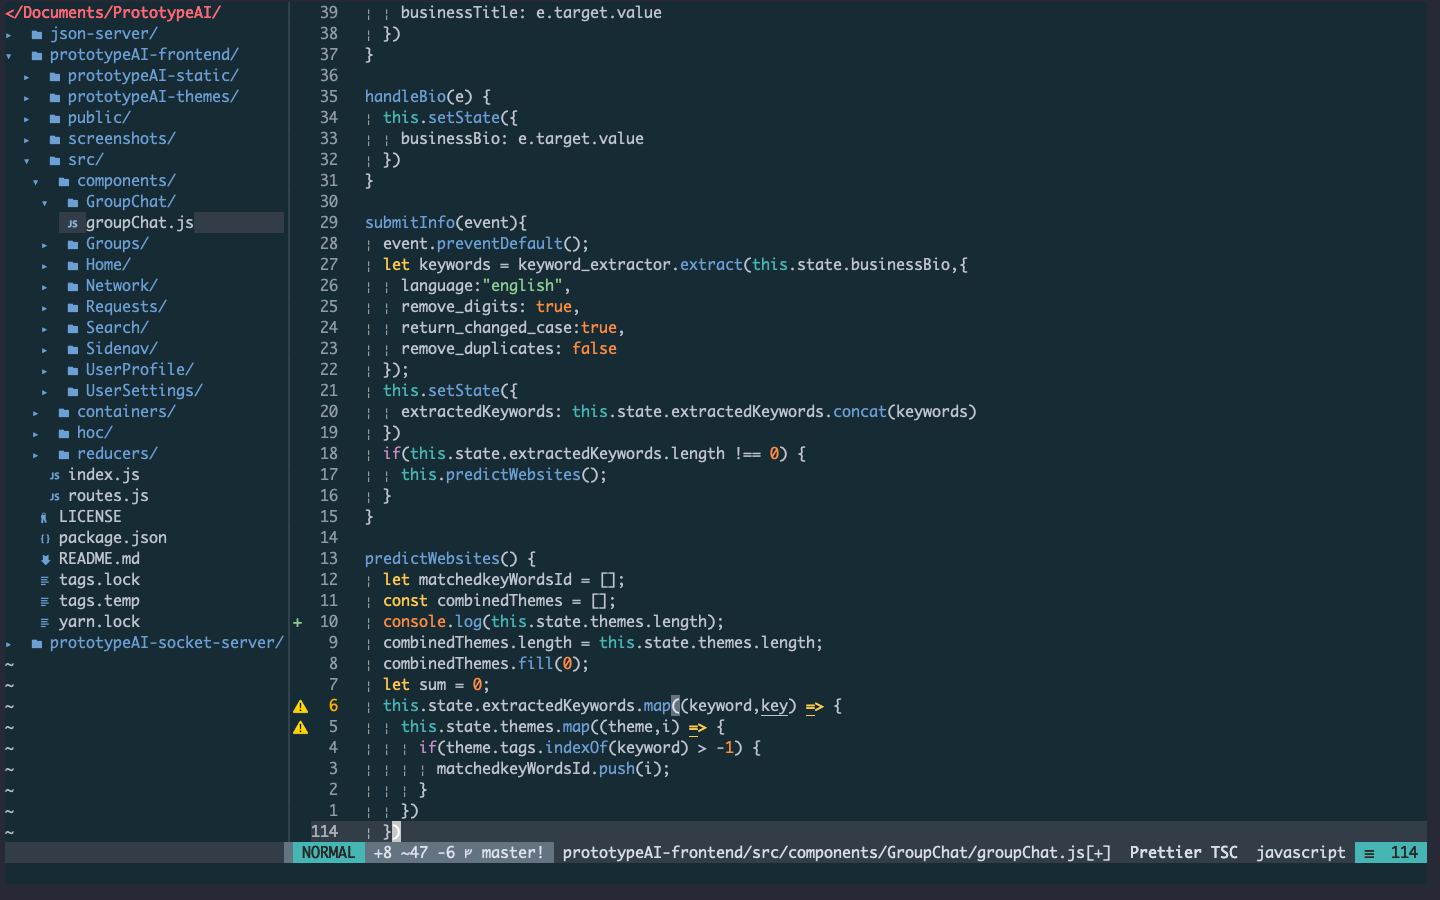 </Documents/PrototypeAI/
json-server/
prototypeAI-frontend/
prototypeAI-static/
prototypeAI-themes/
public/
screenshots/
src/
components/
GroupChat/
JS groupChat.js
Groups/
Home/
Network/
Requests/
Search/
Sidenav/
UserProfile/
UserSettings/
containers/
hoc/
reducers/
JS index.js
JS routes.js
LICENSE
{} package.json
README.md
tags.lock
tags.temp
yarn.lock
prototypeAI-socket-server/
~
~
~
~
~
~
~
~
~
39 ¦ ¦ businessTitle: e.target.value
38 ¦ })
37 }
36
35 handleBio(e) {
34 ¦ this.setState({
33 ¦ ¦ businessBio: e.target.value
32 ¦ })
31 }
30
29 submitInfo(event){
28 ¦ event.preventDefault();
27 ¦ let keywords = keyword_extractor.extract(this.state.businessBio,{
26 ¦ ¦ language:"english",
25 ¦ ¦ remove_digits: true,
24 ¦ ¦ return_changed_case:true,
23 ¦ ¦ remove_duplicates: false
22 ¦ });
21 ¦ this.setState({
20 ¦ ¦ extractedKeywords: this.state.extractedKeywords.concat(keywords)
19 ¦ })
18 ¦ if(this.state.extractedKeywords.length !== 0) {
17 ¦ ¦ this.predictWebsites();
16 ¦ }
15 }
14
13 predictWebsites() {
12 ¦ let matchedkeyWordsId = [];
11 ¦ const combinedThemes = [];
+ 10 ¦ console.log(this.state.themes.length);
9 ¦ combinedThemes.length = this.state.themes.length;
8 ¦ combinedThemes.fill(0);
7 ¦ let sum = 0;
6 ¦ this.state.extractedKeywords.map((keyword,key) => {
5 ¦ ¦ this.state.themes.map((theme,i) => {
4 ¦ ¦ ¦ if(theme.tags.indexOf(keyword) > -1) {
3 ¦ ¦ ¦ ¦ matchedkeyWordsId.push(i);
2 ¦ ¦ ¦ }
1 ¦ ¦ })
114 ¦ })
NORMAL +8 ~47 -6 master! prototypeAI-frontend/src/components/GroupChat/groupChat.js[+] Prettier TSC javascript ≡ 114